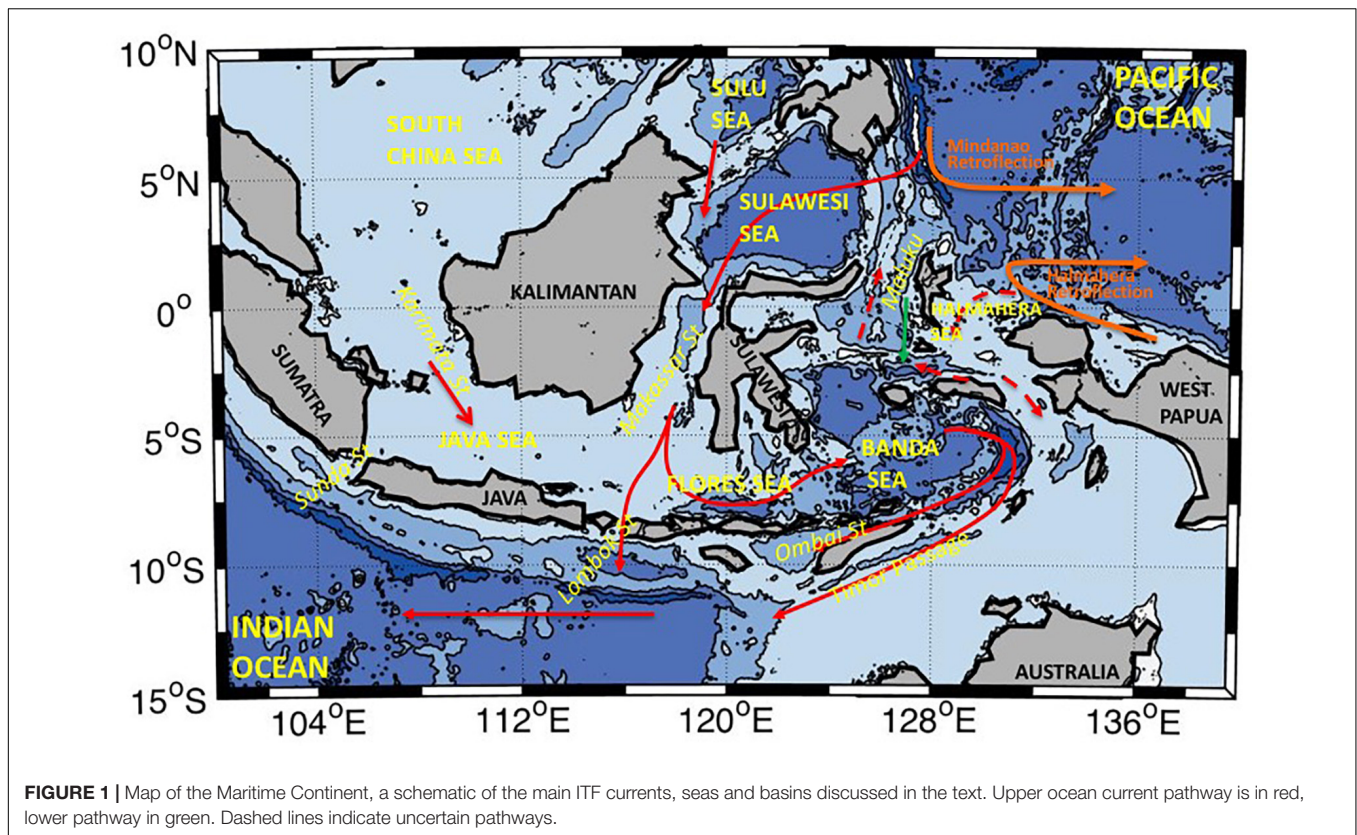 10°N
5°N
0°
5°S
10°S
15°S
104°E
112°E
120°E
128°E
136°E
SULU
SEA
PACIFIC
OCEAN
SOUTH
CHINA SEA
Mindanao
Retroflection
SULAWESI
SEA
Maluku
KALIMANTAN
Halmahera
Retroflection
HALMAHERA
SEA
Karimata St
Makassar St
SULAWESI
SUMATRA
WEST
PAPUA
JAVA SEA
BANDA
SEA
FLORES SEA
Sunda St
JAVA
Lombok St
Ombai St
Timor Passage
INDIAN
OCEAN
AUSTRALIA
FIGURE 1 | Map of the Maritime Continent, a schematic of the main ITF currents, seas and basins discussed in the text. Upper ocean current pathway is in red,
lower pathway in green. Dashed lines indicate uncertain pathways.